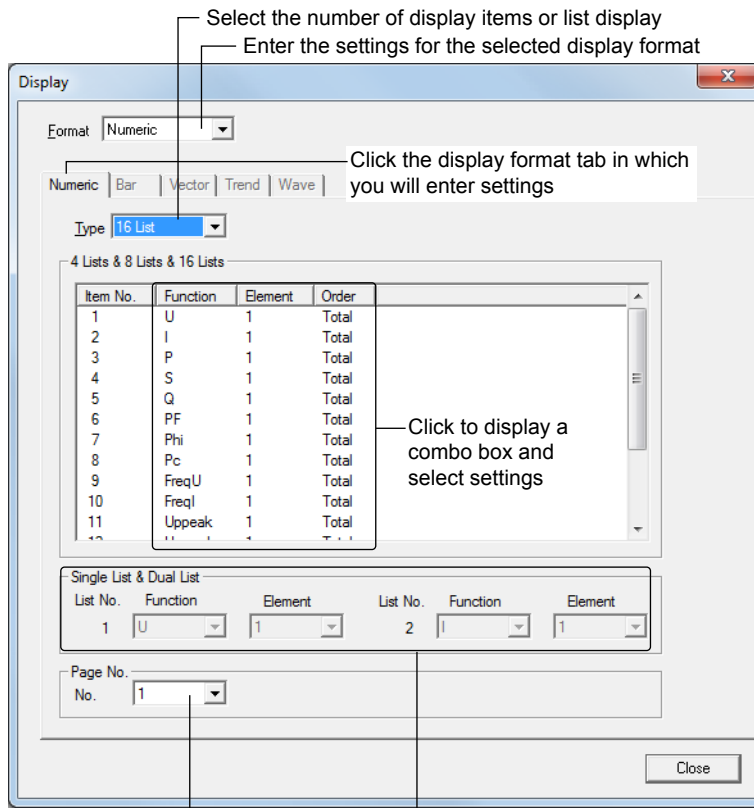 Select the number of display items or list display
Enter the settings for the selected display format
Display
Format Numeric
Click the display format tab in which
you will enter settings
Numeric Bar Vector Trend Wave
Type 16 List
4 Lists & 8 Lists & 16 Lists
Item No. Function Element Order
1 U 1 Total
2 I 1 Total
3 P 1 Total
4 S 1 Total
5 Q 1 Total
6 PF 1 Total
7 Phi 1 Total
8 Pc 1 Total
9 FreqU 1 Total
10 FreqI 1 Total
11 Uppeak 1 Total
Click to display a
combo box and
select settings
Single List & Dual List
List No. Function Element List No. Function Element
1 U 1 2 I 1
Page No.
No. 1
Close